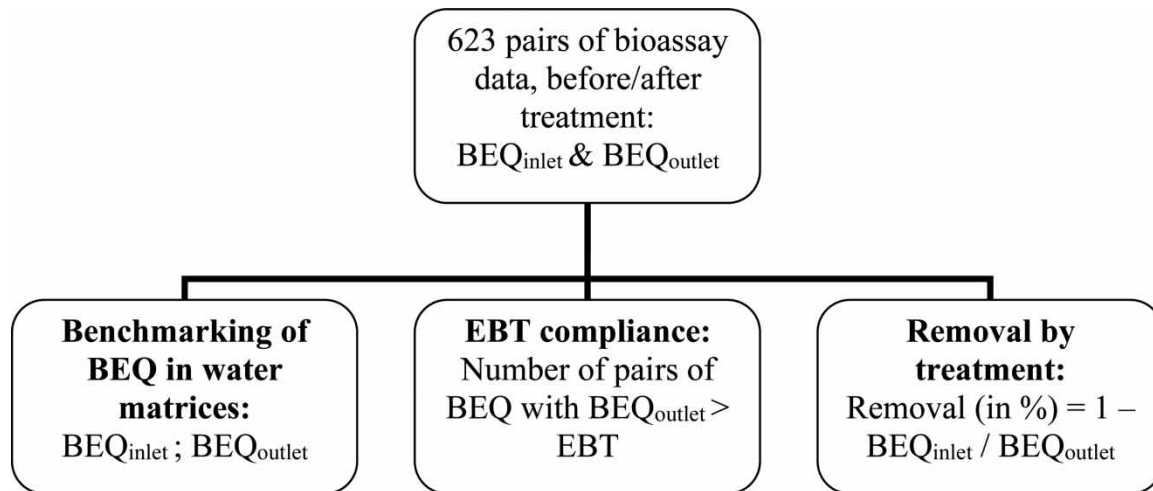 623 pairs of bioassay
data, before/after
treatment:
BEQinlet & BEQoutlet
Benchmarking of
BEQ in water
matrices:
BEQinlet ; BEQoutlet
EBT compliance:
Number of pairs of
BEQ with BEQoutlet >
EBT
Removal by
treatment:
Removal (in %) = 1 –
BEQinlet / BEQoutlet